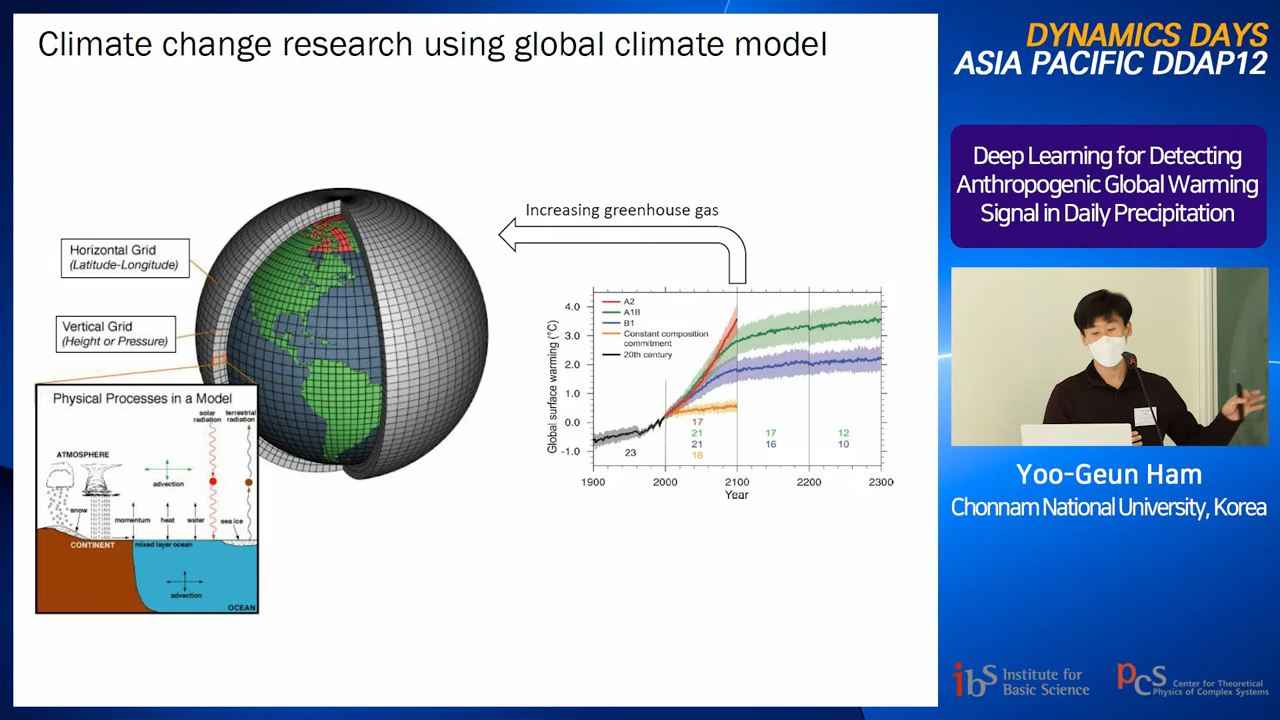 Climate change research using global climate model
DYNAMICS DAYS
ASIA PACIFIC DDAP12
Deep Learning for Detecting
Anthropogenic Global Warming
Signal in Daily Precipitation
Increasing greenhouse gas
Horizontal Grid
(Latitude-Longitude)
Vertical Grid
(Height or Pressure)
Physical Processes in a Model
solar
radiation
terrestrial
radiation
ATMOSPHERE
advection
snow
momentum
heat
water
sea ice
CONTINENT
mixed layer ocean
advection
OCEAN
Global surface warming (°C)
4.0
3.0
2.0
1.0
0.0
-1.0
A2
A1B
B1
Constant composition
commitment
20th century
23
17
21
21
16
17
16
12
10
1900
2000
2100
2200
2300
Year
Yoo-Geun Ham
Chonnam National University, Korea
ibS Institute for
Basic Science
PCS Center for Theoretical
Physics of Complex Systems